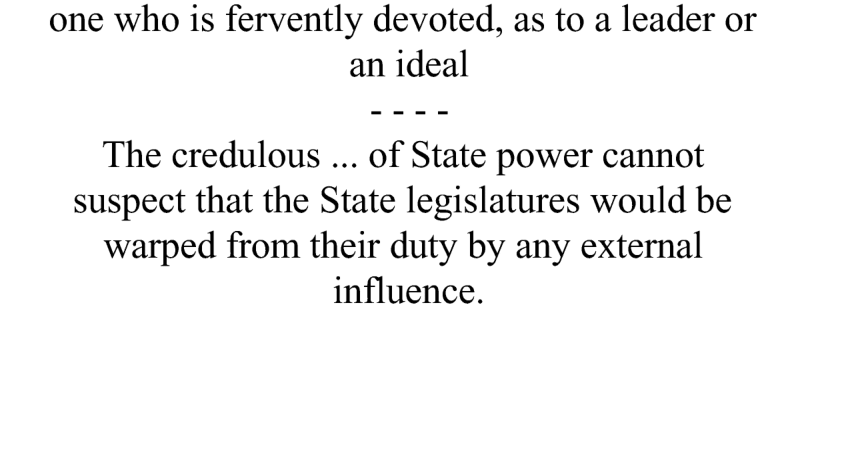 one who is fervently devoted, as to a leader or
an ideal
- - - -
The credulous ... of State power cannot
suspect that the State legislatures would be
warped from their duty by any external
influence.